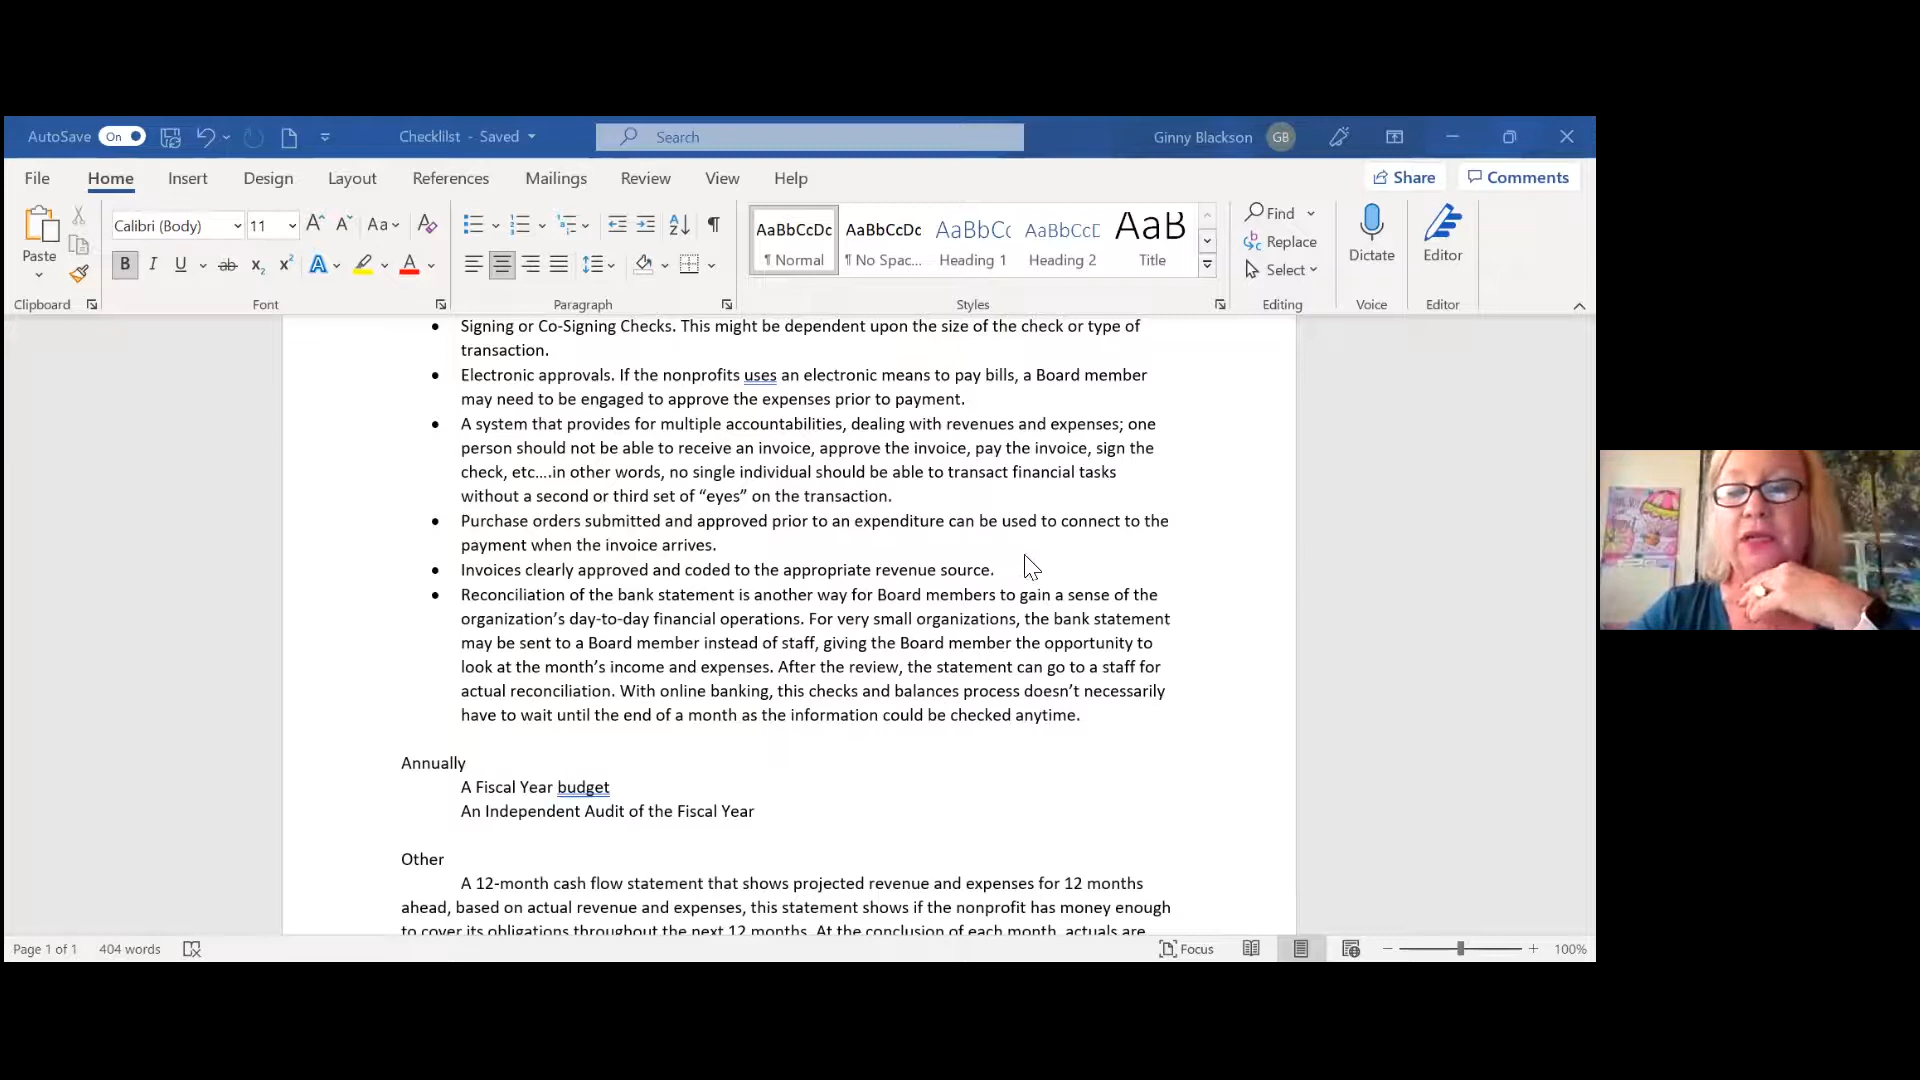 AutoSave On Checklist - Saved Search Ginny Blackson GB
File Home Insert Design Layout References Mailings Review View Help Share Comments
Calibri (Body) 11 A A Aa A AaBbCcDc AaBbCcDc AaBbCc AaBbCcD AaB Find
Paste B I U ab x₂ x² A A ¶ Normal ¶ No Spac... Heading 1 Heading 2 Title Replace Dictate Editor
Select
Clipboard Font Paragraph Styles Editing Voice Editor
• Signing or Co-Signing Checks. This might be dependent upon the size of the check or type of
transaction.
• Electronic approvals. If the nonprofits uses an electronic means to pay bills, a Board member
may need to be engaged to approve the expenses prior to payment.
• A system that provides for multiple accountabilities, dealing with revenues and expenses; one
person should not be able to receive an invoice, approve the invoice, pay the invoice, sign the
check, etc….in other words, no single individual should be able to transact financial tasks
without a second or third set of “eyes” on the transaction.
• Purchase orders submitted and approved prior to an expenditure can be used to connect to the
payment when the invoice arrives.
• Invoices clearly approved and coded to the appropriate revenue source.
• Reconciliation of the bank statement is another way for Board members to gain a sense of the
organization’s day-to-day financial operations. For very small organizations, the bank statement
may be sent to a Board member instead of staff, giving the Board member the opportunity to
look at the month’s income and expenses. After the review, the statement can go to a staff for
actual reconciliation. With online banking, this checks and balances process doesn’t necessarily
have to wait until the end of a month as the information could be checked anytime.
Annually
A Fiscal Year budget
An Independent Audit of the Fiscal Year
Other
A 12-month cash flow statement that shows projected revenue and expenses for 12 months
ahead, based on actual revenue and expenses, this statement shows if the nonprofit has money enough
to cover its obligations throughout the next 12 months. At the conclusion of each month, actuals are
Page 1 of 1 404 words Focus 100%